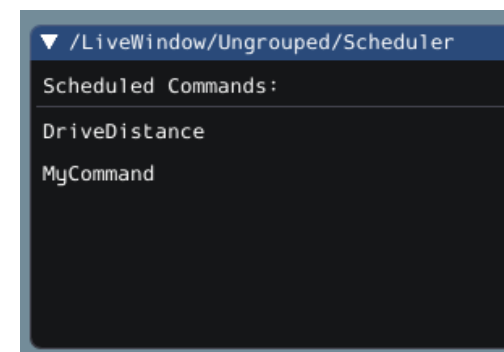 ▼ /LiveWindow/Ungrouped/Scheduler
Scheduled Commands:
DriveDistance
MyCommand